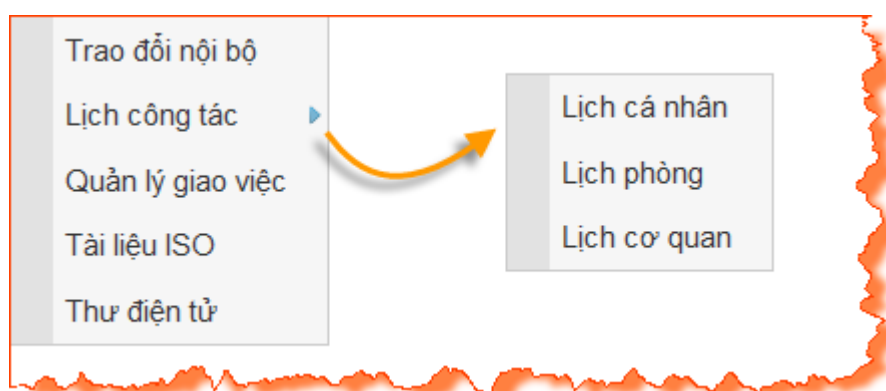 Trao đổi nội bộ
Lịch công tác
Quản lý giao việc
Tài liệu ISO
Thư điện tử
Lịch cá nhân
Lịch phòng
Lịch cơ quan